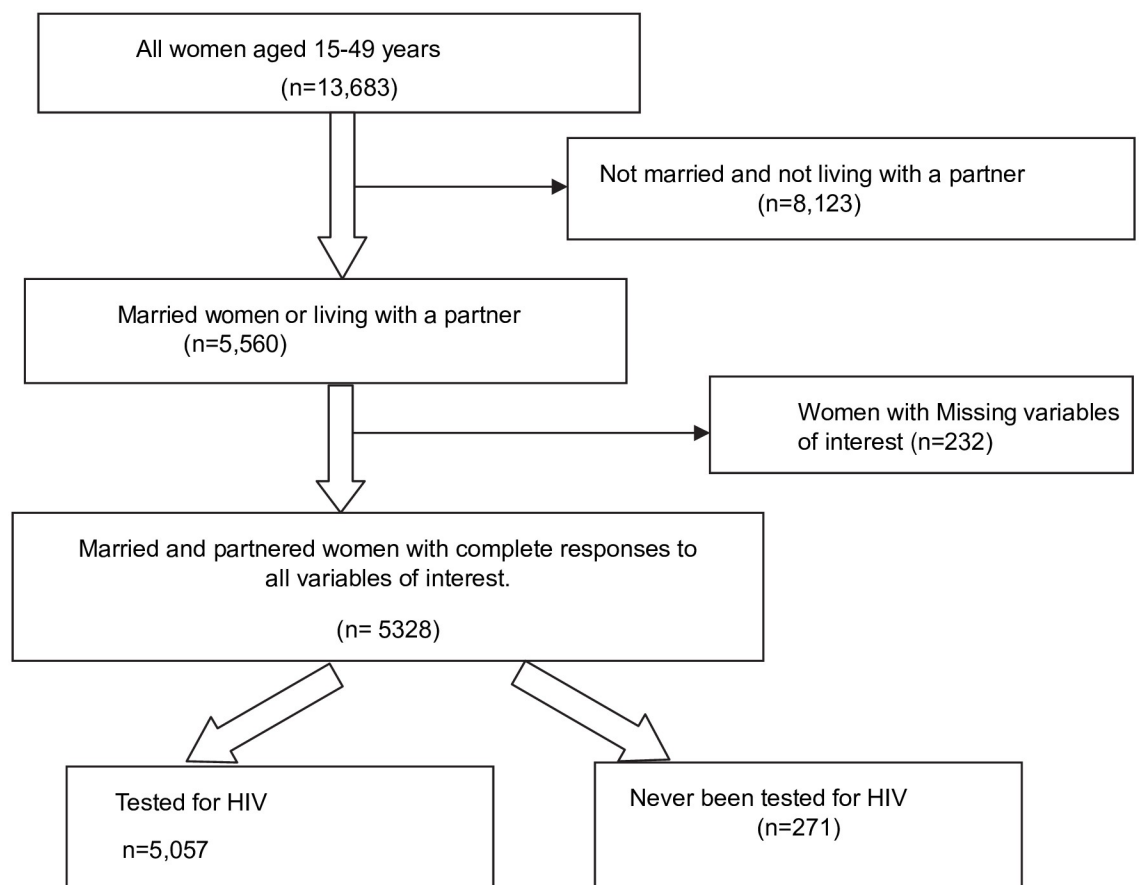 All women aged 15-49 years
(n=13,683)
Not married and not living with a partner
(n=8,123)
Married women or living with a partner
(n=5,560)
Women with Missing variables
of interest (n=232)
Married and partnered women with complete responses to
all variables of interest.
(n= 5328)
Tested for HIV
n=5,057
Never been tested for HIV
(n=271)